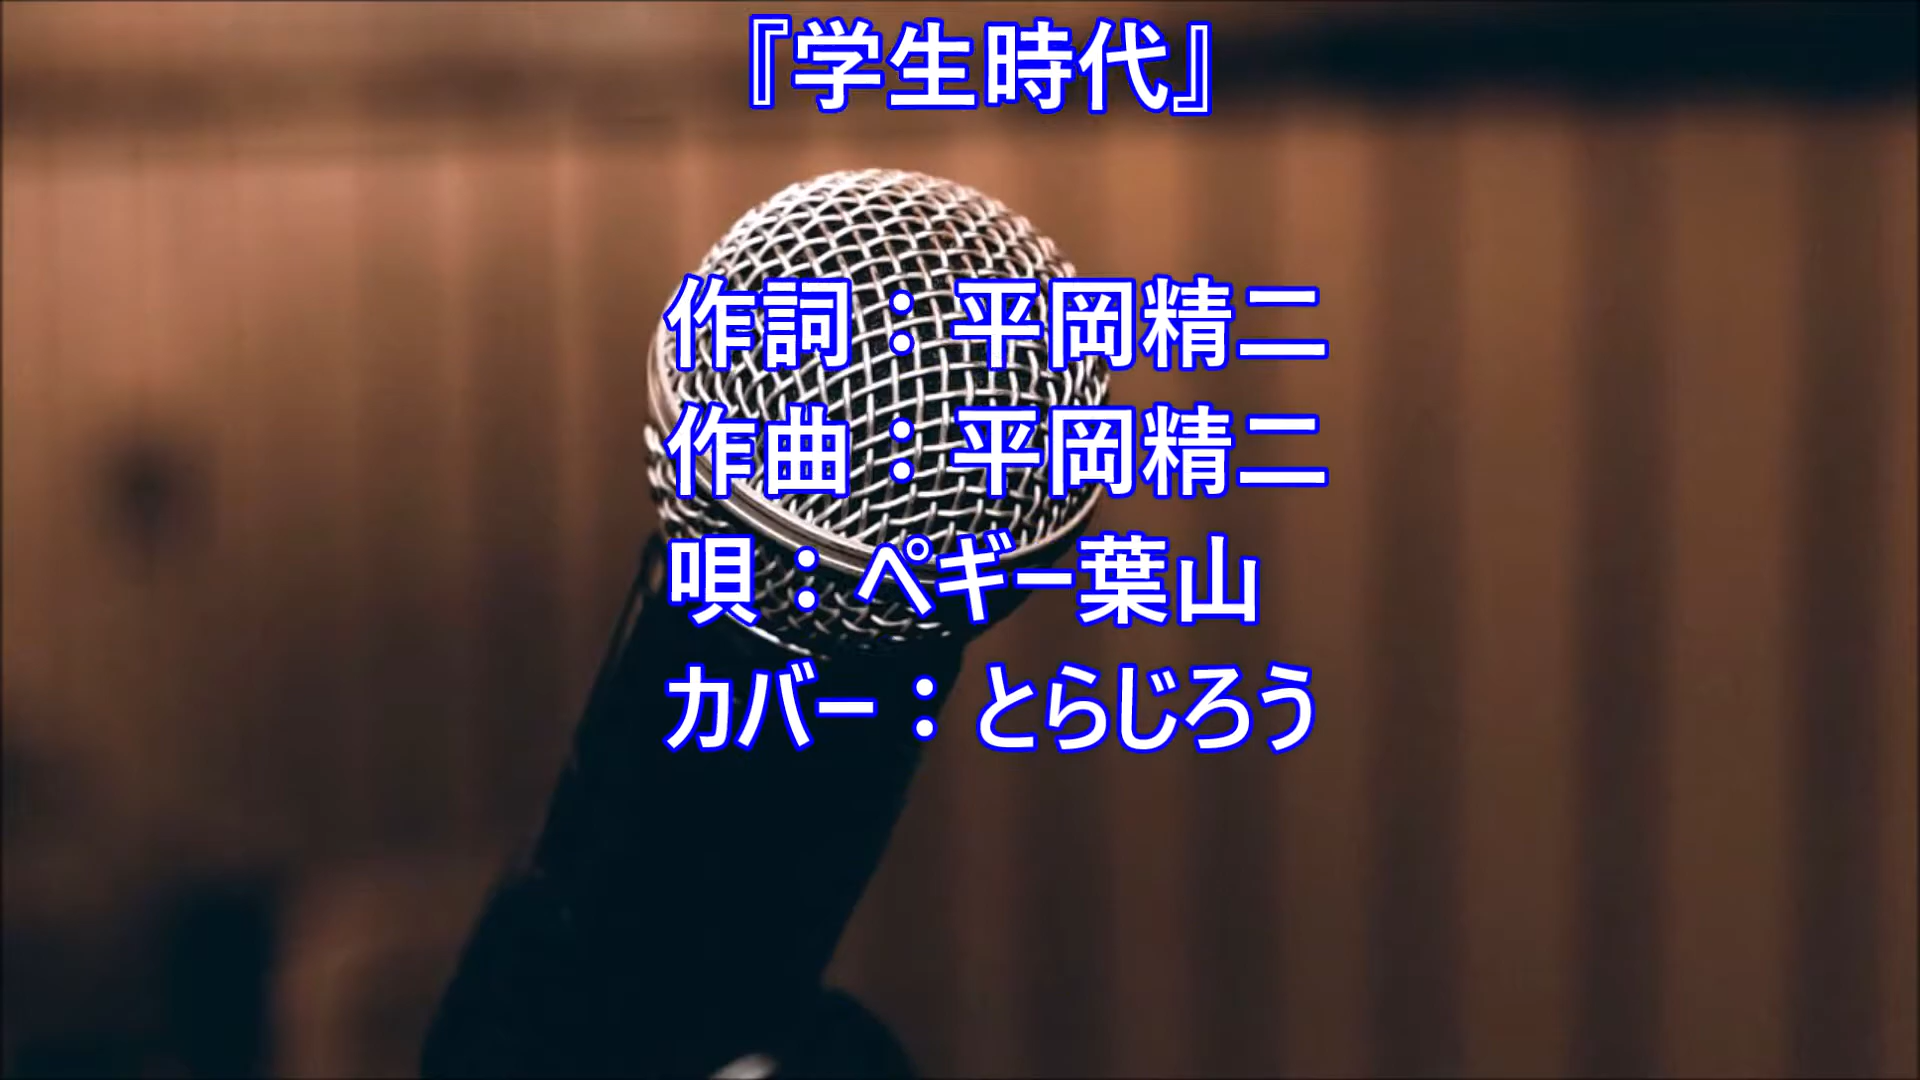 『学生時代』
作詞：平岡精二
作曲：平岡精二
唄：ペギー葉山
カバー：とらじろう